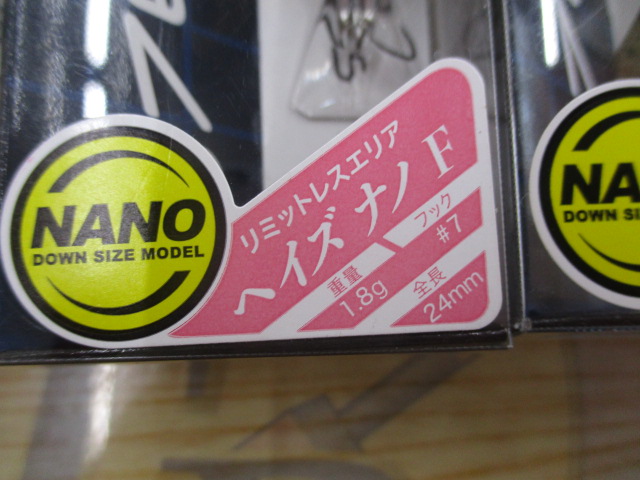 NANO
DOWN SIZE MODEL
リミットレスエリア
ヘイズ ナノ F
重量
1.8g
フック
#7
全長
24mm
NA
DOWN